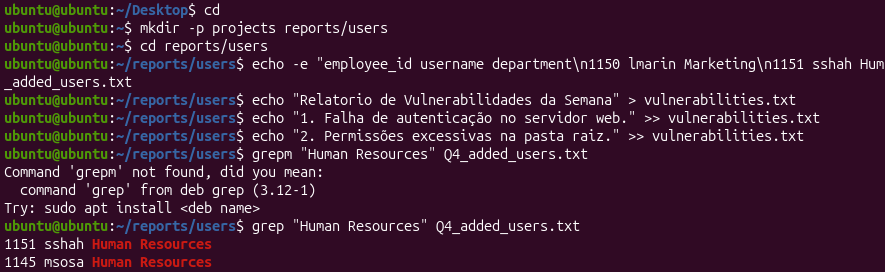 ubuntu@ubuntu:~/Desktop$ cd
ubuntu@ubuntu:~$ mkdir -p projects reports/users
ubuntu@ubuntu:~$ cd reports/users
ubuntu@ubuntu:~/reports/users$ echo -e "employee_id username department\n1150 lmarin Marketing\n1151 sshah Hum
_added_users.txt
ubuntu@ubuntu:~/reports/users$ echo "Relatorio de Vulnerabilidades da Semana" > vulnerabilities.txt
ubuntu@ubuntu:~/reports/users$ echo "1. Falha de autenticação no servidor web." >> vulnerabilities.txt
ubuntu@ubuntu:~/reports/users$ echo "2. Permissões excessivas na pasta raiz." >> vulnerabilities.txt
ubuntu@ubuntu:~/reports/users$ grepm "Human Resources" Q4_added_users.txt
Command 'grepm' not found, did you mean:
  command 'grep' from deb grep (3.12-1)
Try: sudo apt install <deb name>
ubuntu@ubuntu:~/reports/users$ grep "Human Resources" Q4_added_users.txt
1151 sshah Human Resources
1145 msosa Human Resources